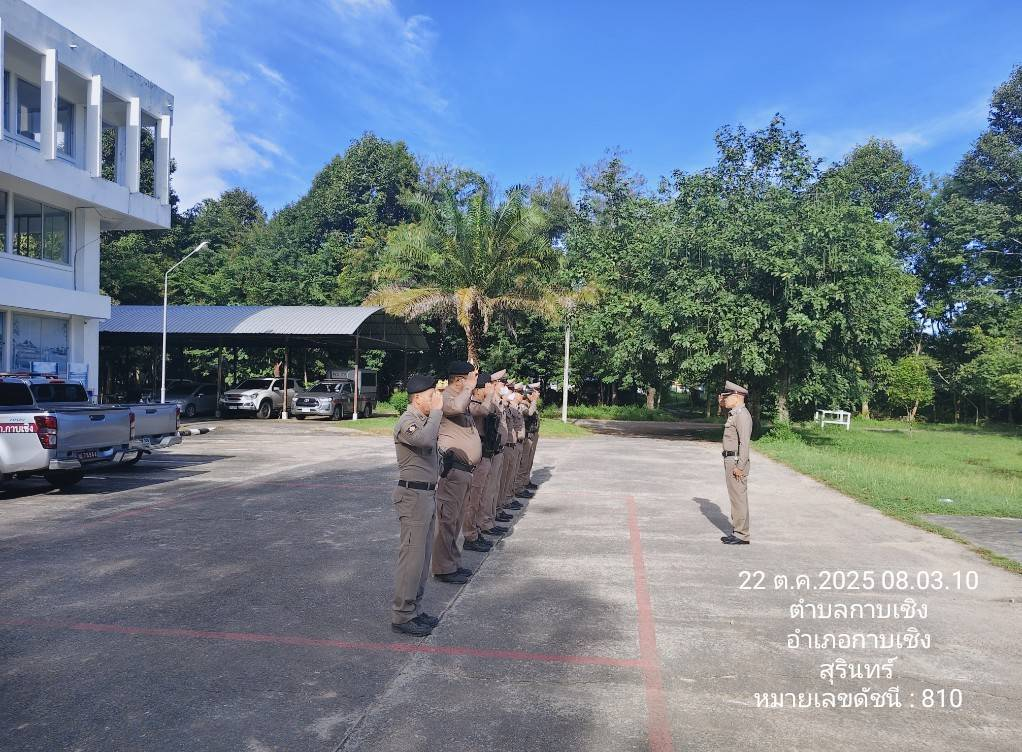 22 ต.ค.2025 08.03.10
ตำบลกาบเชิง
อำเภอกาบเชิง
สุรินทร์
หมายเลขดัชนี : 810